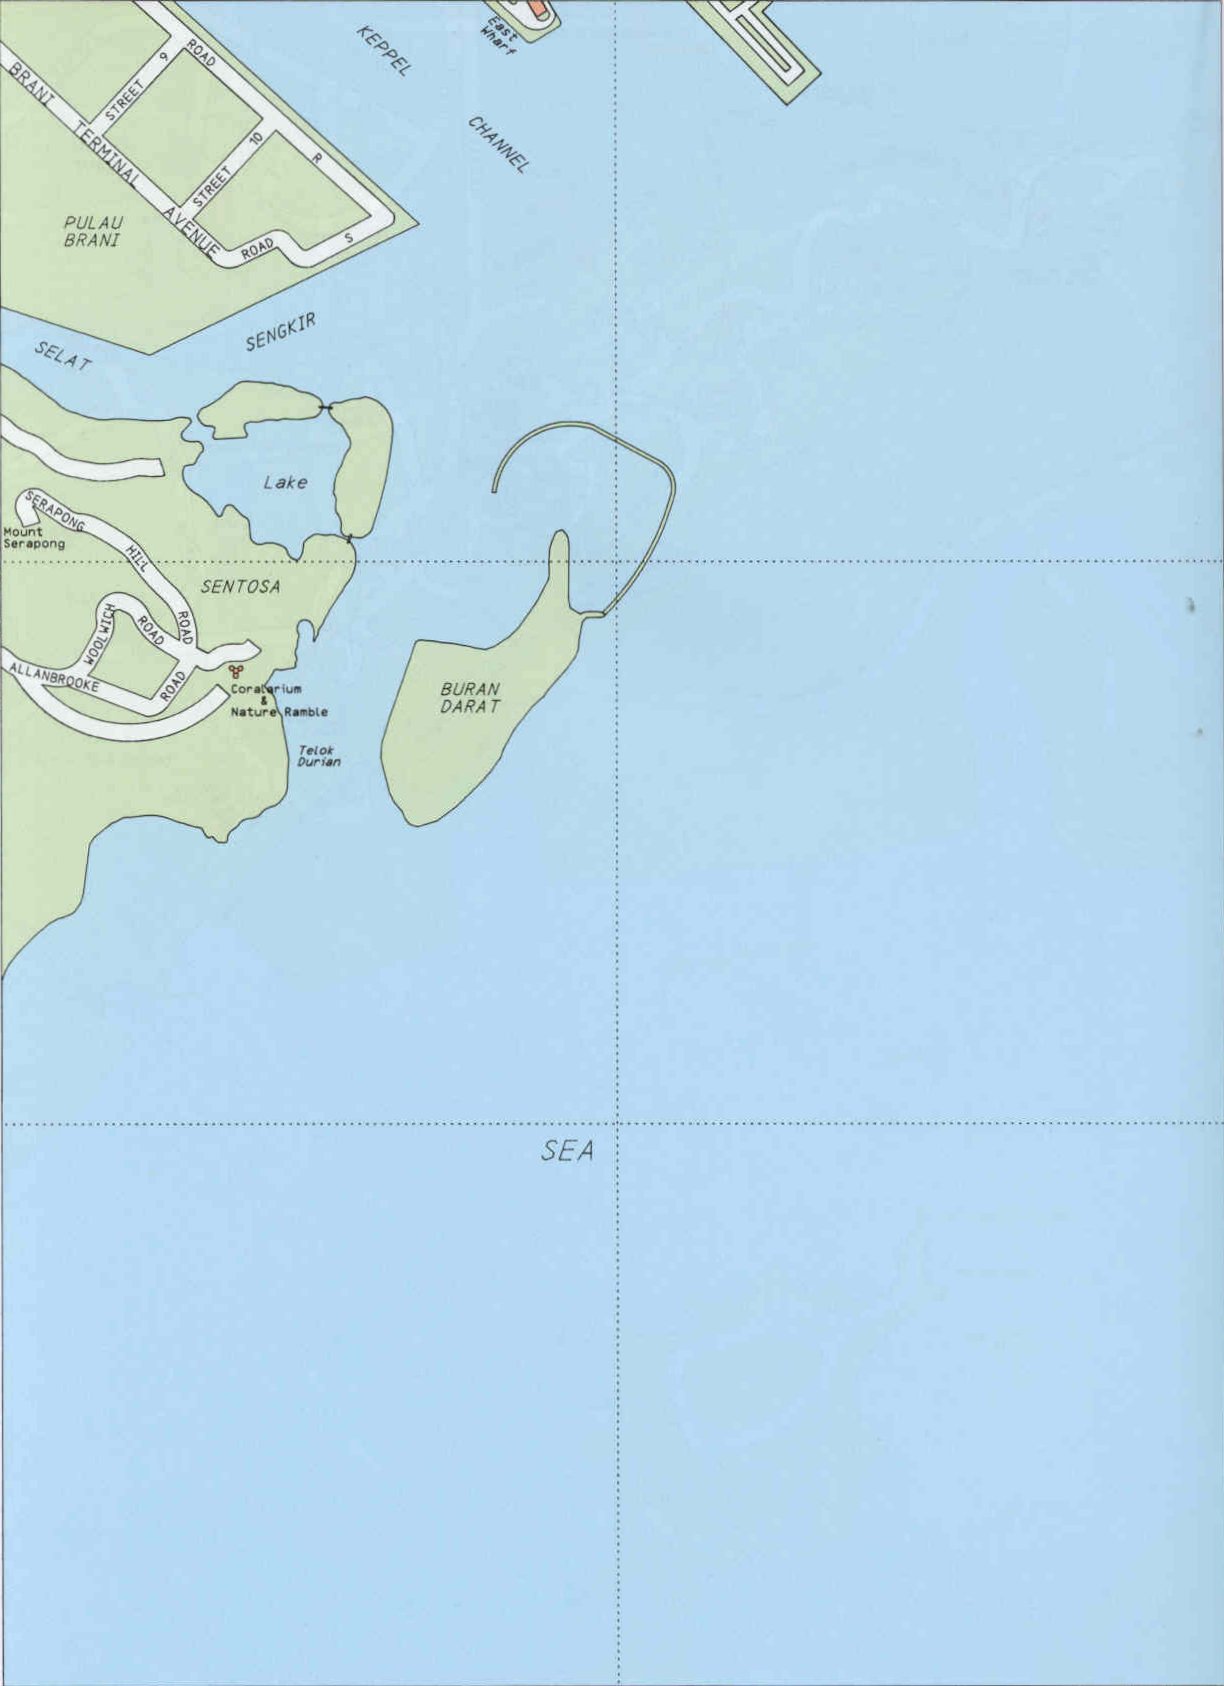 East
Wharf
KEPPEL
CHANNEL
ROAD
STREET 9
BRANI TERMINAL AVENUE
STREET 10
R
PULAU
BRANI
ROAD
S
SENGKIR
SELAT
Lake
SERAPONG HILL ROAD
Mount
Serapong
SENTOSA
WOOLWICH ROAD
ALLANBROOKE ROAD
Coralarium
&
Nature Ramble
BURAN
DARAT
Telok
Durian
SEA